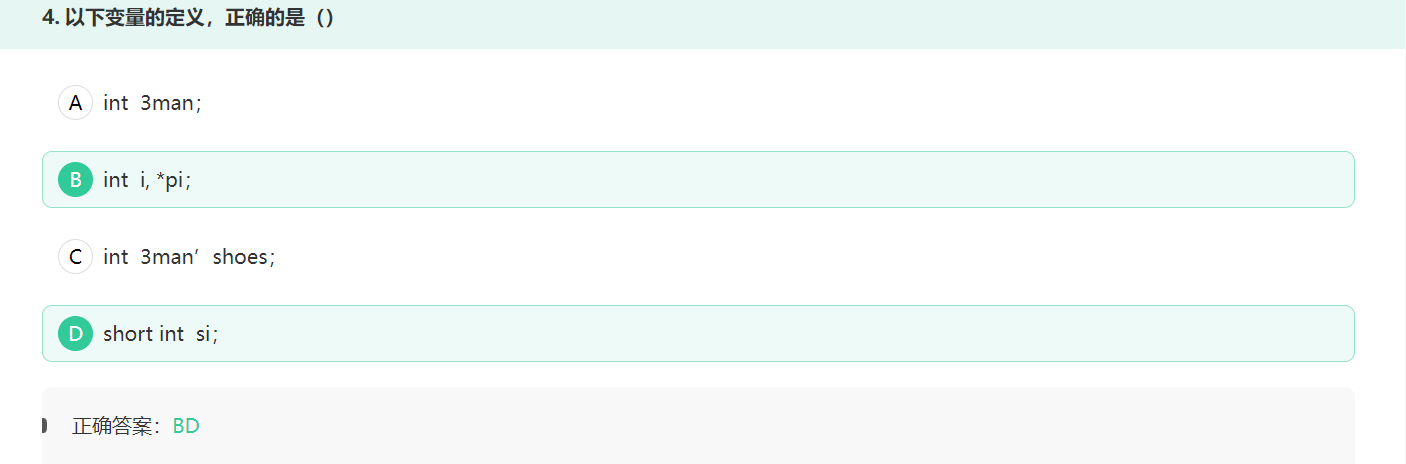 4. 以下变量的定义，正确的是（）
A int  3man；
B int  i, *pi；
C int  3man’shoes；
D short int  si；
正确答案：BD